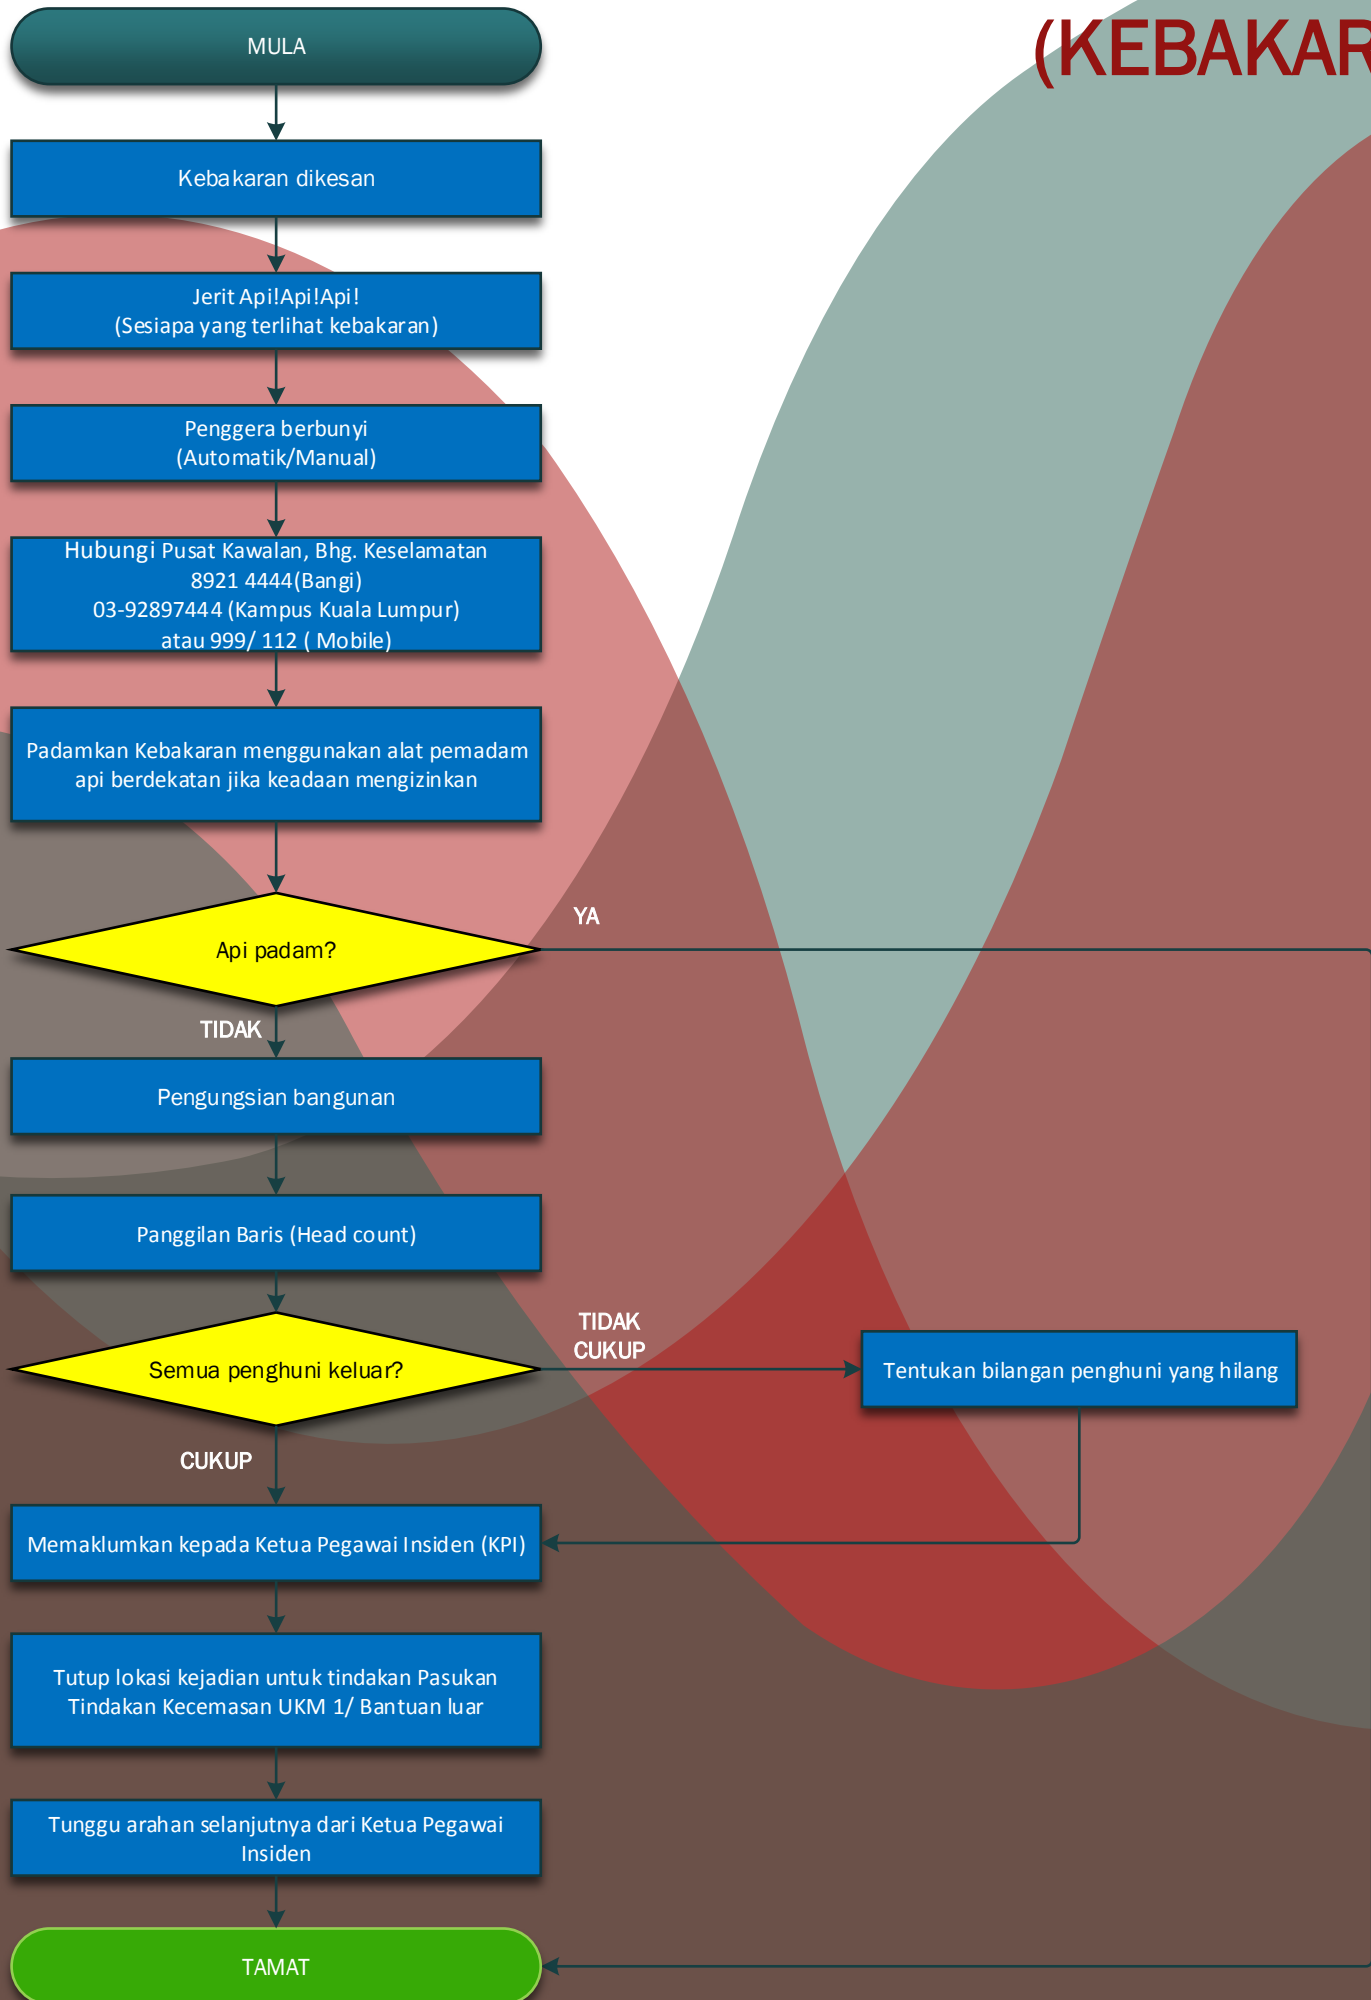 (KEBAKAR
MULA
Kebakaran dikesan
Jerit Api!Api!Api!
(Sesiapa yang terlihat kebakaran)
Penggera berbunyi
(Automatik/Manual)
Hubungi Pusat Kawalan, Bhg. Keselamatan
8921 4444(Bangi)
03-92897444 (Kampus Kuala Lumpur)
atau 999/ 112 ( Mobile)
Padamkan Kebakaran menggunakan alat pemadam
api berdekatan jika keadaan mengizinkan
Api padam?
YA
TIDAK
Pengungsian bangunan
Panggilan Baris (Head count)
Semua penghuni keluar?
TIDAK
CUKUP
Tentukan bilangan penghuni yang hilang
CUKUP
Memaklumkan kepada Ketua Pegawai Insiden (KPI)
Tutup lokasi kejadian untuk tindakan Pasukan
Tindakan Kecemasan UKM 1/ Bantuan luar
Tunggu arahan selanjutnya dari Ketua Pegawai
Insiden
TAMAT